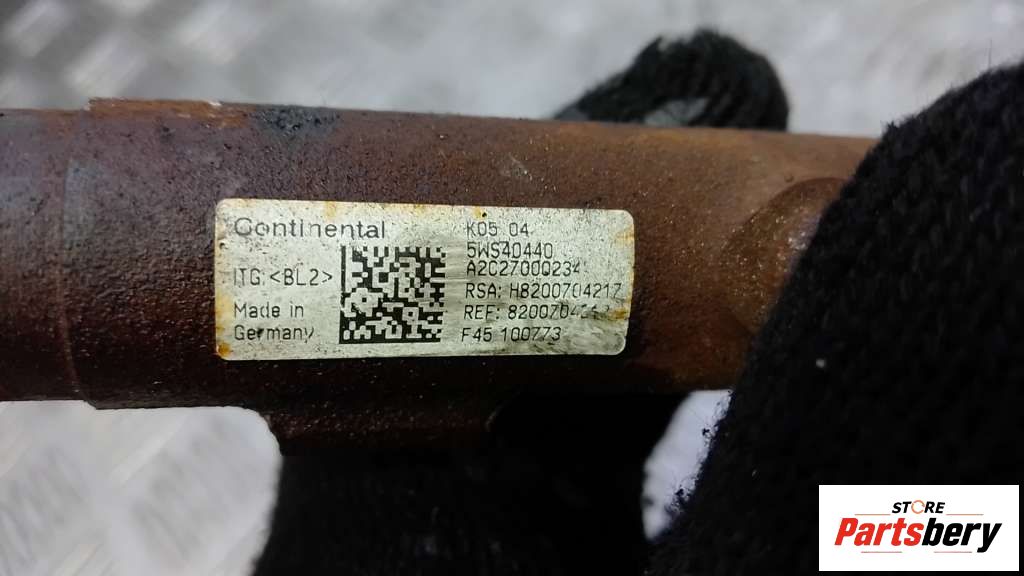 Continental
ITG.<BL2>
Made in
Germany
K05 04
5WS40440
A2C27000234
RSA: H8200704217
REF:
F45 100773
STORE
Partsbery